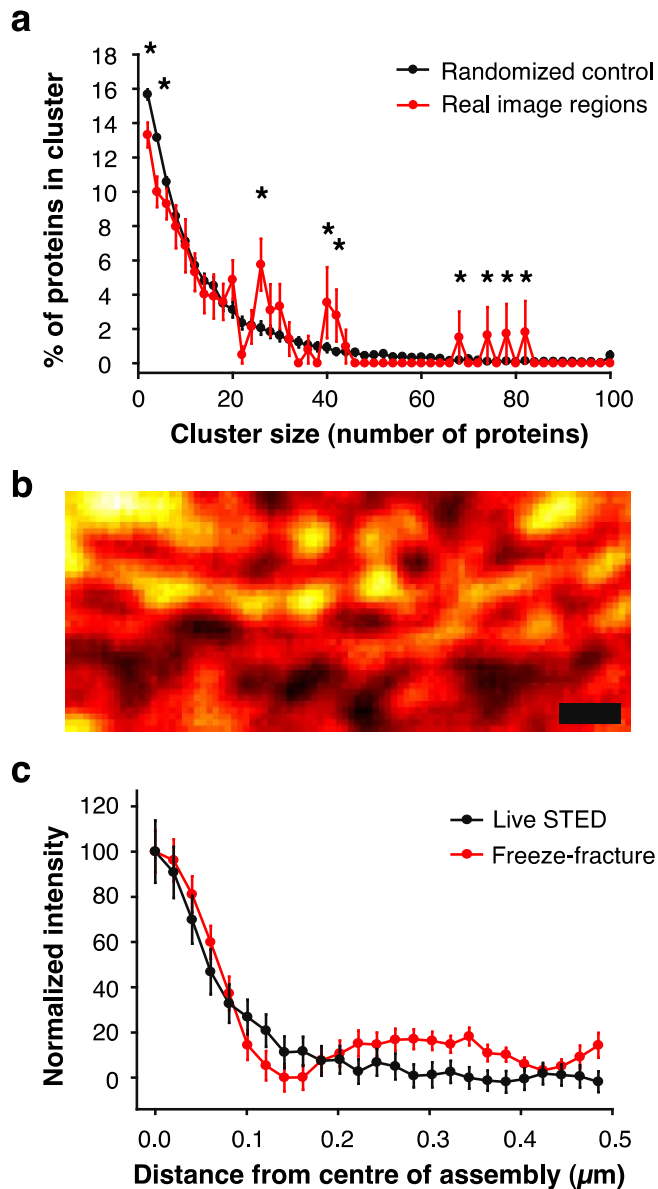 a
18
16
14
12
10
8
6
4
2
0
% of proteins in cluster
* * * * * * * * *
Randomized control
Real image regions
0 20 40 60 80 100
Cluster size (number of proteins)
b
c
120
100
80
60
40
20
0
Normalized intensity
Live STED
Freeze-fracture
0.0 0.1 0.2 0.3 0.4 0.5
Distance from centre of assembly (µm)